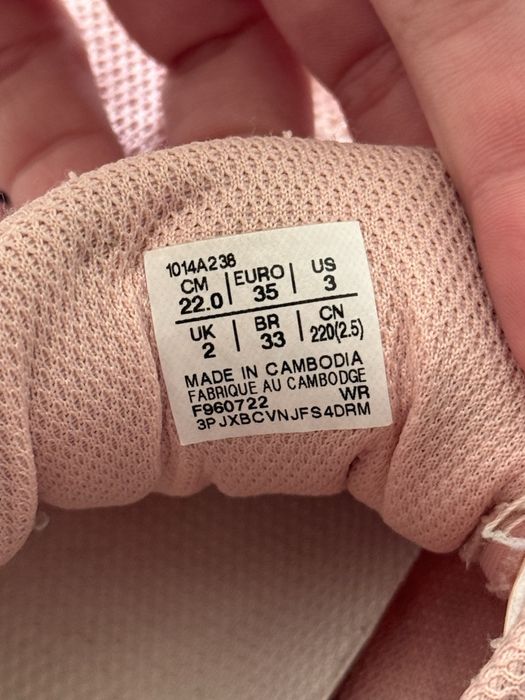 1014A238
CM 22.0 | EURO 35 | US 3
UK 2 | BR 33 | CN 220(2.5)
MADE IN CAMBODIA
FABRIQUE AU CAMBODGE
F960722 WR
3PJXBCVNJFS4DRM